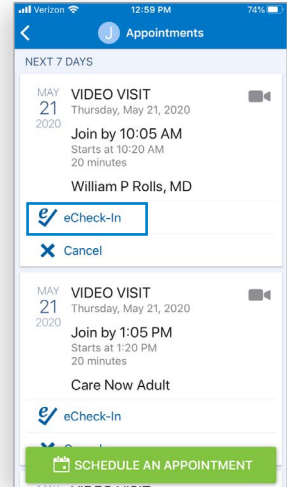 Verizon 12:59 PM 74%
J Appointments
NEXT 7 DAYS
MAY VIDEO VISIT
21 Thursday, May 21, 2020
2020
Join by 10:05 AM
Starts at 10:20 AM
20 minutes
William P Rolls, MD
eCheck-In
Cancel
MAY VIDEO VISIT
21 Thursday, May 21, 2020
2020
Join by 1:05 PM
Starts at 1:20 PM
20 minutes
Care Now Adult
eCheck-In
SCHEDULE AN APPOINTMENT